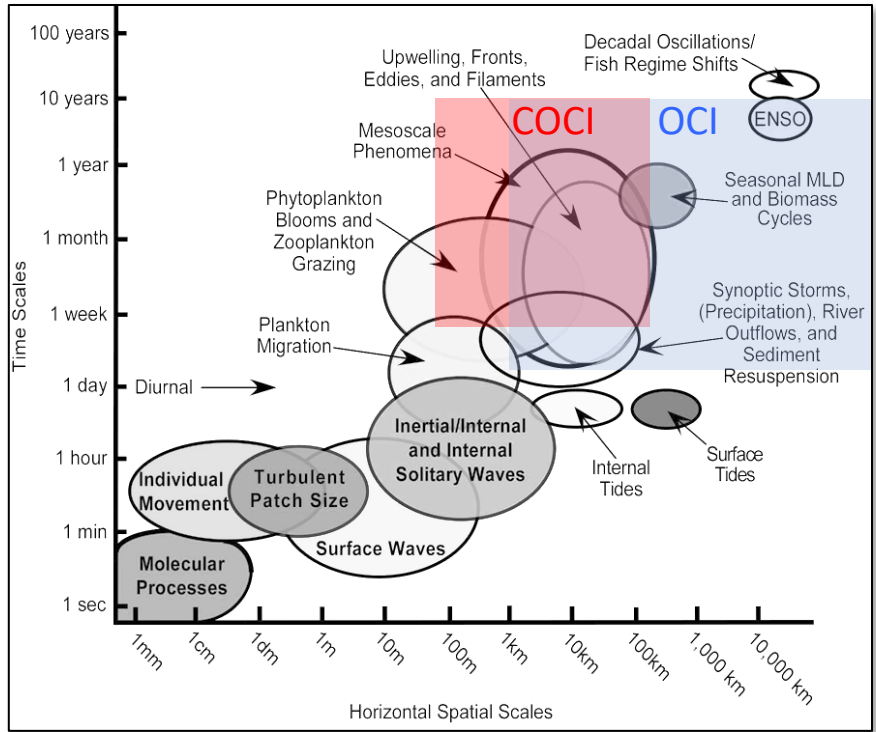 100 years
10 years
1 year
1 month
1 week
1 day
1 hour
1 min
1 sec
Time Scales
Decadal Oscillations/
Fish Regime Shifts
Upwelling, Fronts,
Eddies, and Filaments
COCI
OCI
ENSO
Mesoscale
Phenomena
Phytoplankton
Blooms and
Zooplankton
Grazing
Seasonal MLD
and Biomass
Cycles
Synoptic Storms,
(Precipitation), River
Outflows, and
Sediment
Resuspension
Plankton
Migration
Diurnal
Inertial/Internal
and Internal
Solitary Waves
Internal
Tides
Surface
Tides
Individual
Movement
Turbulent
Patch Size
Surface Waves
Molecular
Processes
1mm
1cm
1dm
1m
10m
100m
1km
10km
100km
1,000 km
10,000 km
Horizontal Spatial Scales